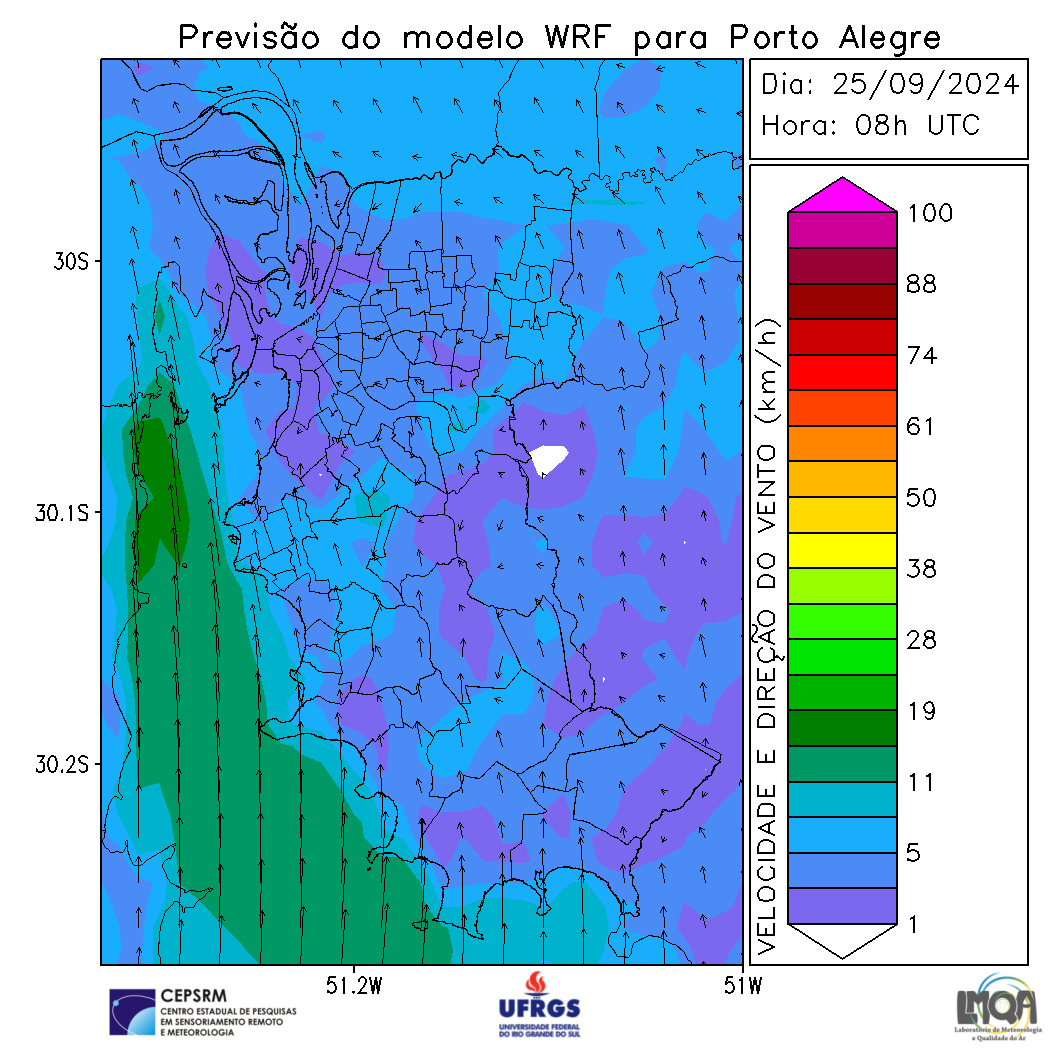 Previsão do modelo WRF para Porto Alegre
Dia: 25/09/2024
Hora: 08h UTC
30S
30.1S
30.2S
51.2W
51W
VELOCIDADE E DIREÇÃO DO VENTO (km/h)
100
88
74
61
50
38
28
19
11
5
1
CEPSRM
CENTRO ESTADUAL DE PESQUISAS
EM SENSORIAMENTO REMOTO
E METEOROLOGIA
UFRGS
UNIVERSIDADE FEDERAL
DO RIO GRANDE DO SUL
LMQA
Laboratório de Meteorologia
e Qualidade do Ar